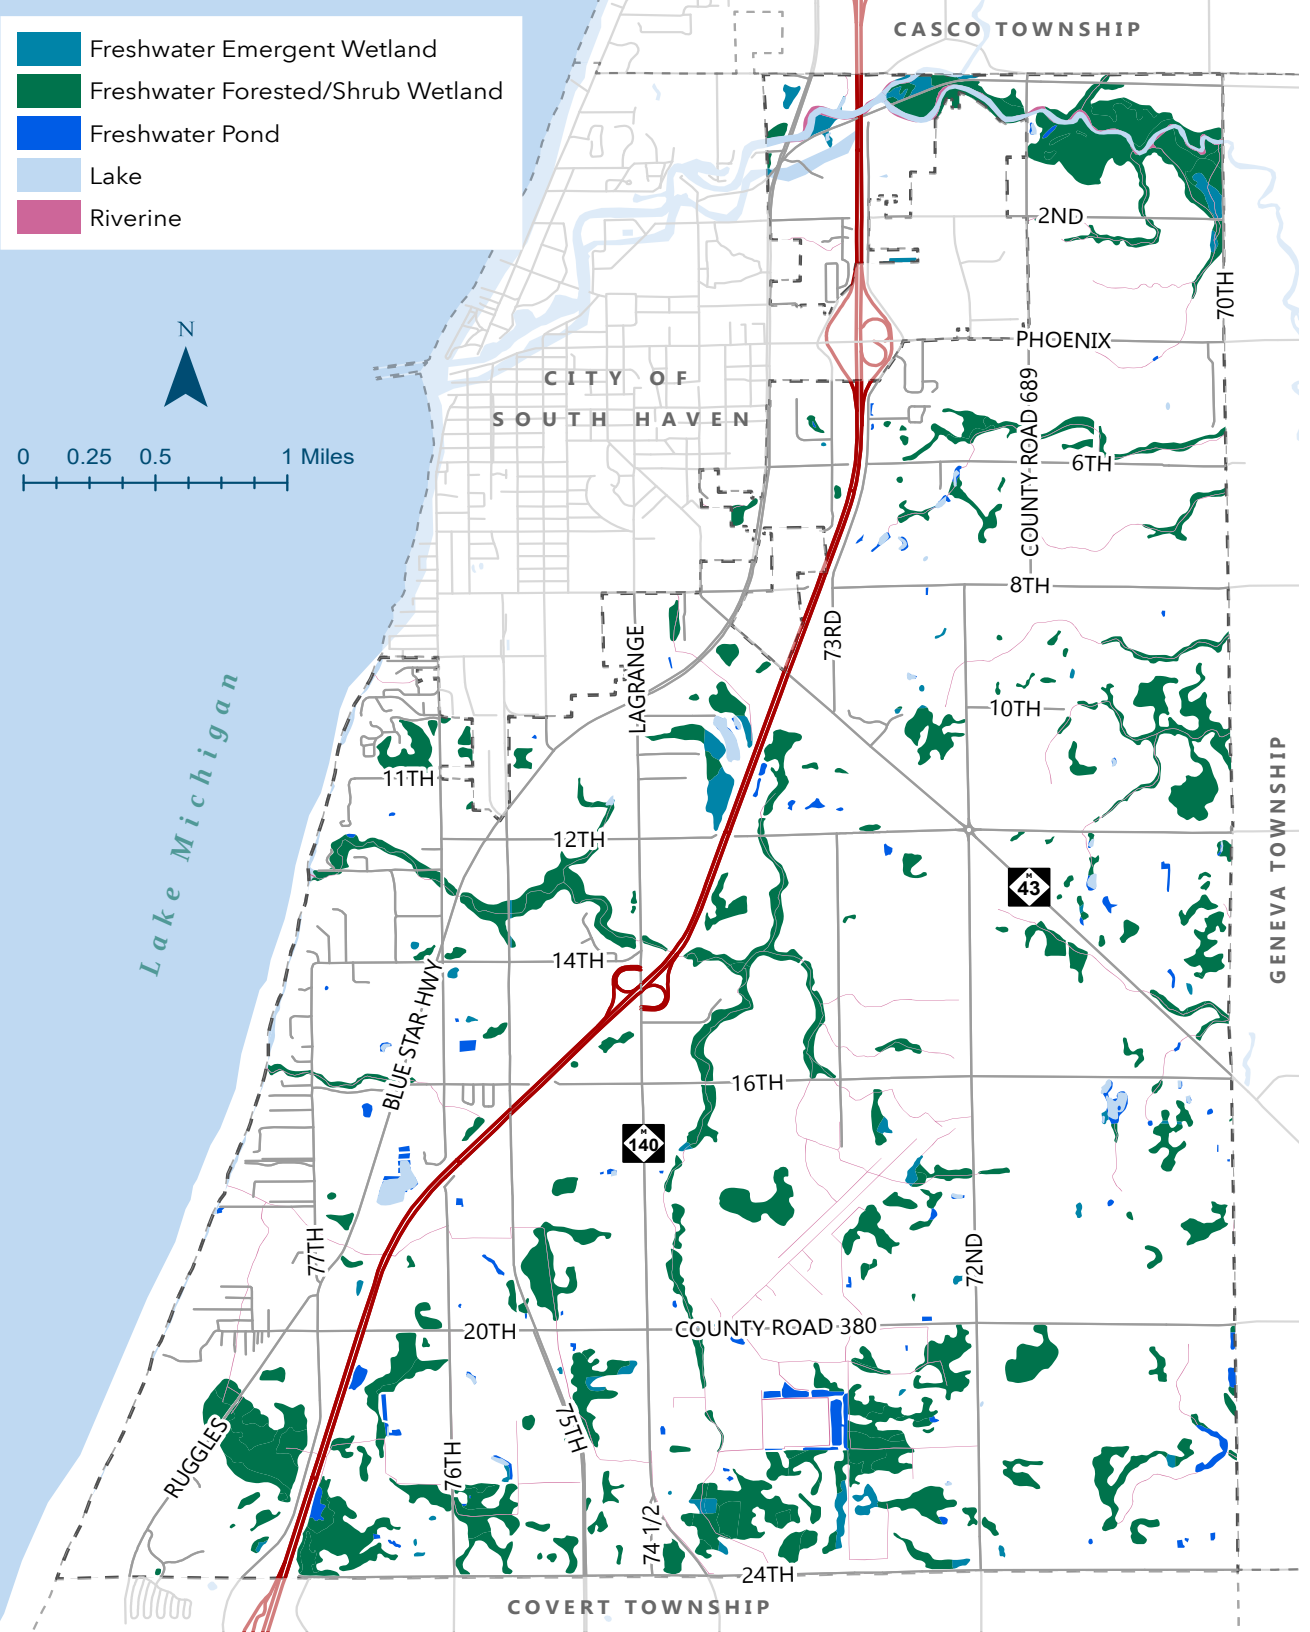 CASCO TOWNSHIP
Freshwater Emergent Wetland
Freshwater Forested/Shrub Wetland
Freshwater Pond
Lake
Riverine
2ND
70TH
N
PHOENIX
CITY OF
SOUTH HAVEN
COUNTY ROAD 689
0 0.25 0.5 1 Miles
6TH
8TH
73RD
LAGRANGE
10TH
Lake Michigan
11TH
12TH
GENEVA TOWNSHIP
M
43
14TH
BLUE STAR HWY
16TH
M
140
77TH
72ND
20TH
COUNTY ROAD 380
RUGGLES
75TH
76TH
74-1/2
24TH
COVERT TOWNSHIP